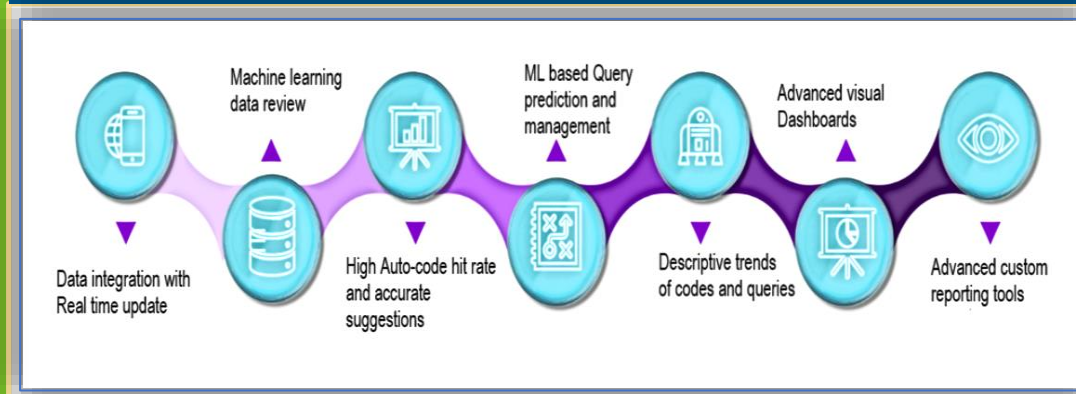 Data integration with
Real time update
Machine learning
data review
High Auto-code hit rate
and accurate
suggestions
ML based Query
prediction and
management
Descriptive trends
of codes and queries
Advanced visual
Dashboards
Advanced custom
reporting tools